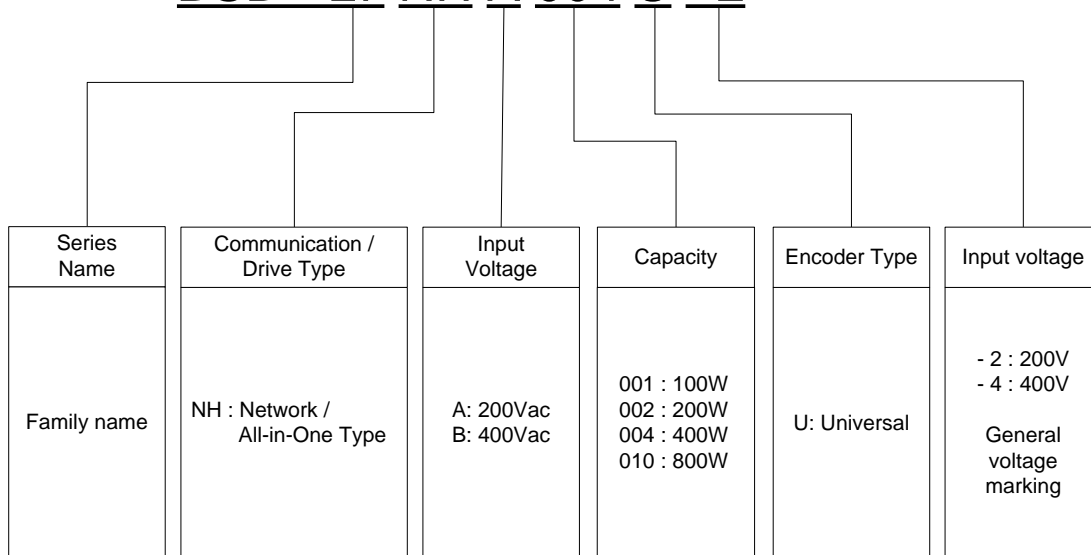 Series
Name
Family name
Communication /
Drive Type
NH : Network /
All-in-One Type
Input
Voltage
A: 200Vac
B: 400Vac
Capacity
001 : 100W
002 : 200W
004 : 400W
010 : 800W
Encoder Type
U: Universal
Input voltage
- 2 : 200V
- 4 : 400V
General
voltage
marking